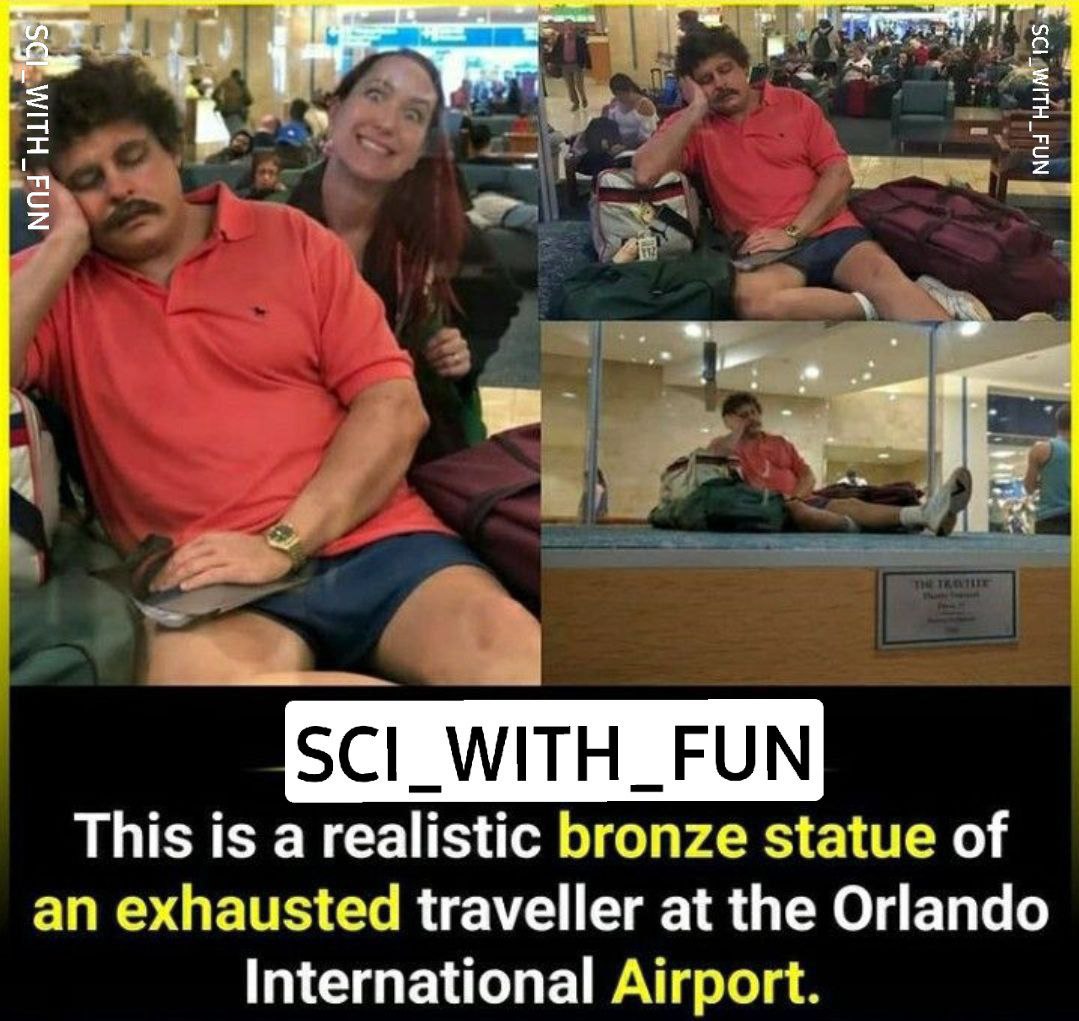 SCI_WITH_FUN
SCI_WITH_FUN
THE TRAVELER
SCI_WITH_FUN
This is a realistic bronze statue of
an exhausted traveller at the Orlando
International Airport.